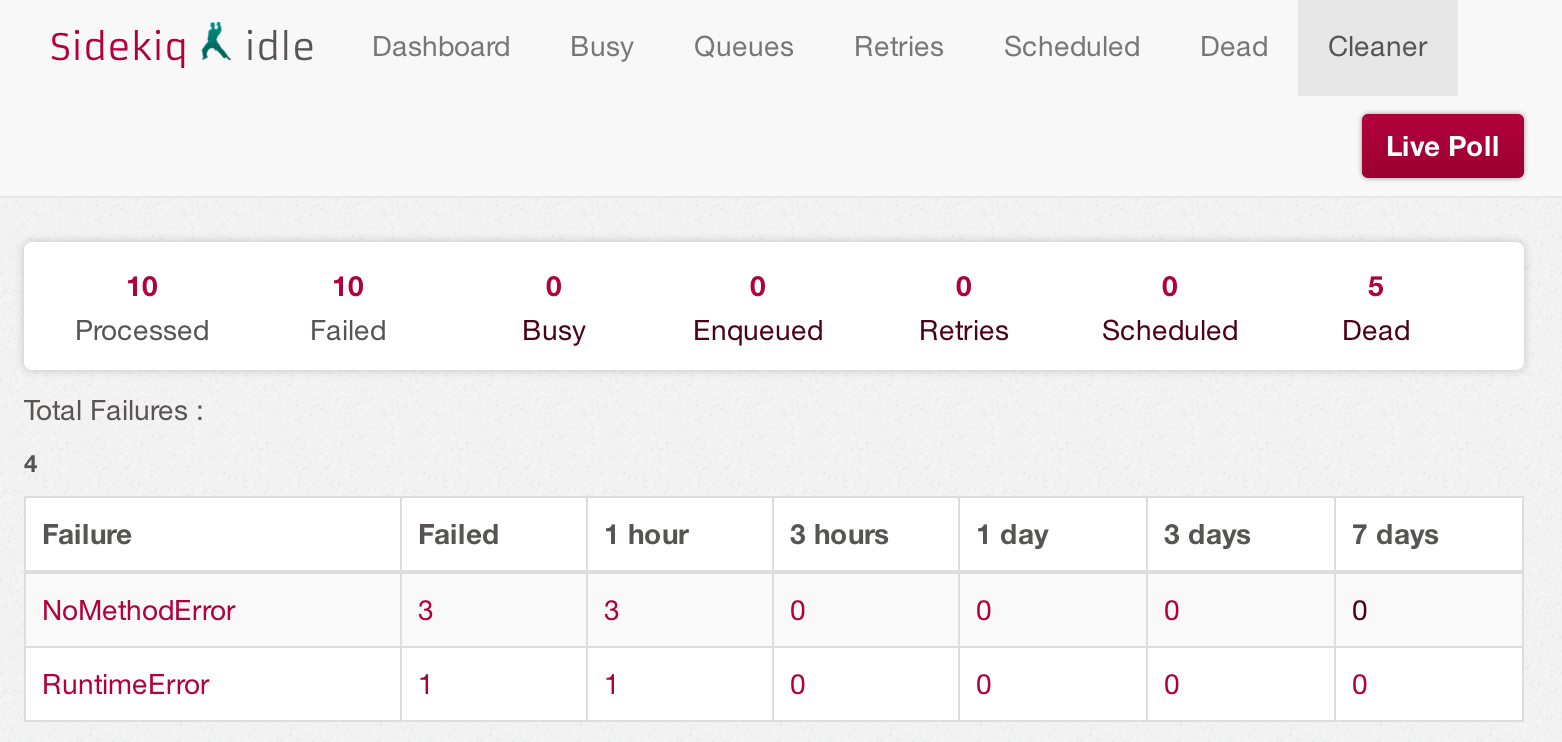 Sidekiq idle Dashboard Busy Queues Retries Scheduled Dead Cleaner
Live Poll
10 10 0 0 0 0 5
Processed Failed Busy Enqueued Retries Scheduled Dead
Total Failures :
4
Failure Failed 1 hour 3 hours 1 day 3 days 7 days
NoMethodError 3 3 0 0 0 0
RuntimeError 1 1 0 0 0 0